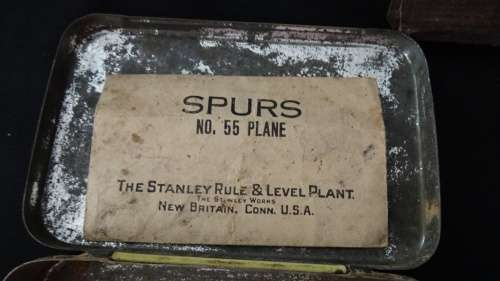 SPURS
NO. 55 PLANE
THE STANLEY RULE & LEVEL PLANT.
THE STANLEY WORKS
NEW BRITAIN, CONN. U.S.A.